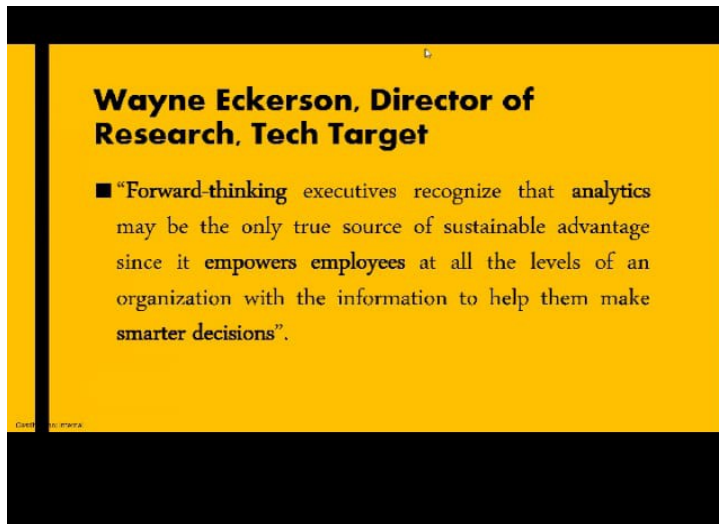 Wayne Eckerson, Director of
Research, Tech Target
"Forward-thinking executives recognize that analytics
may be the only true source of sustainable advantage
since it empowers employees at all the levels of an
organization with the information to help them make
smarter decisions".